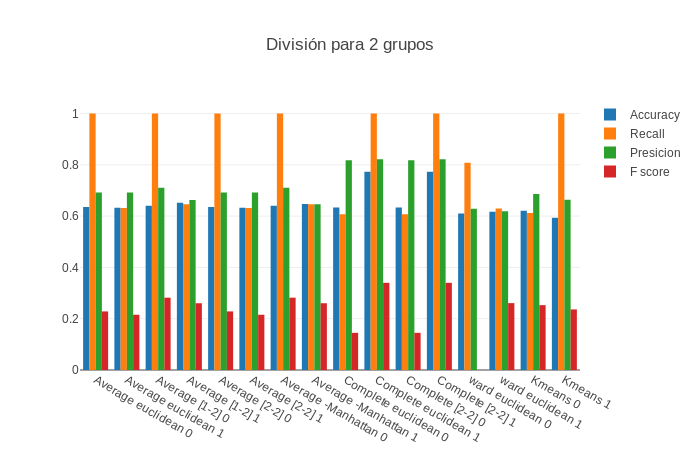 División para 2 grupos
Accuracy
Recall
Presicion
F score
1
0.8
0.6
0.4
0.2
0
Average euclidean 0
Average euclidean 1
Average [1-2] 0
Average [1-2] 1
Average [2-2] 0
Average [2-2] 1
Average -Manhattan 0
Average -Manhattan 1
Complete euclidean 0
Complete euclidean 1
Complete [2-2] 0
Complete [2-2] 1
ward euclidean 0
ward euclidean 1
Kmeans 0
Kmeans 1